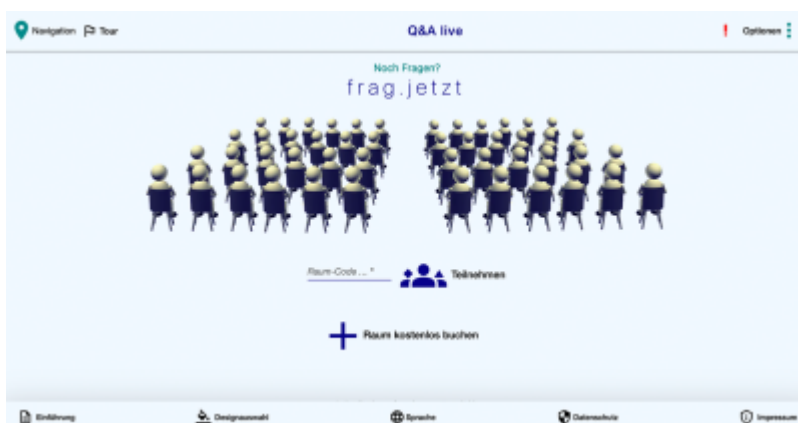 Navigation Tour Q&A live ! Optionen
Noch Fragen?
frag.jetzt
Raum-Code ... * Teilnehmen
Raum kostenlos buchen
Einführung Designauswahl Sprache Datenschutz Impressum